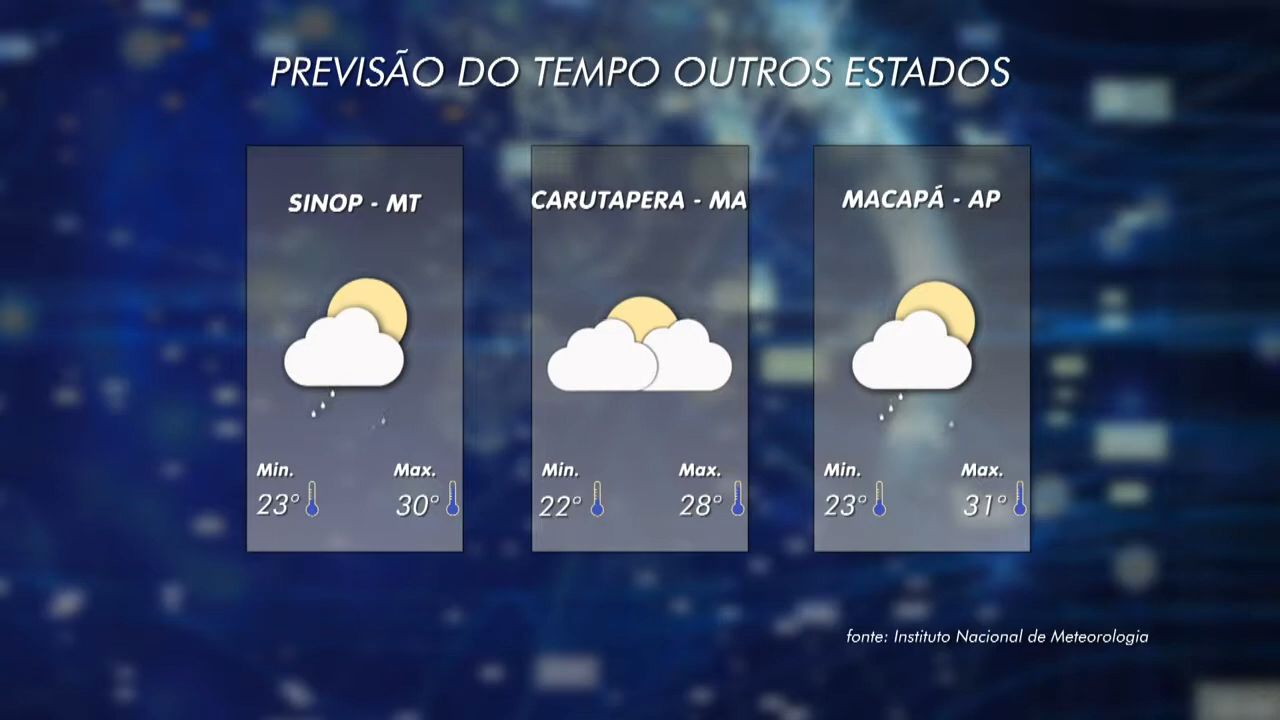 PREVISÃO DO TEMPO OUTROS ESTADOS
SINOP - MT
Min. Max.
23° 30°
CARUTAPERA - MA
Min. Max.
22° 28°
MACAPÁ - AP
Min. Max.
23° 31°
fonte: Instituto Nacional de Meteorologia